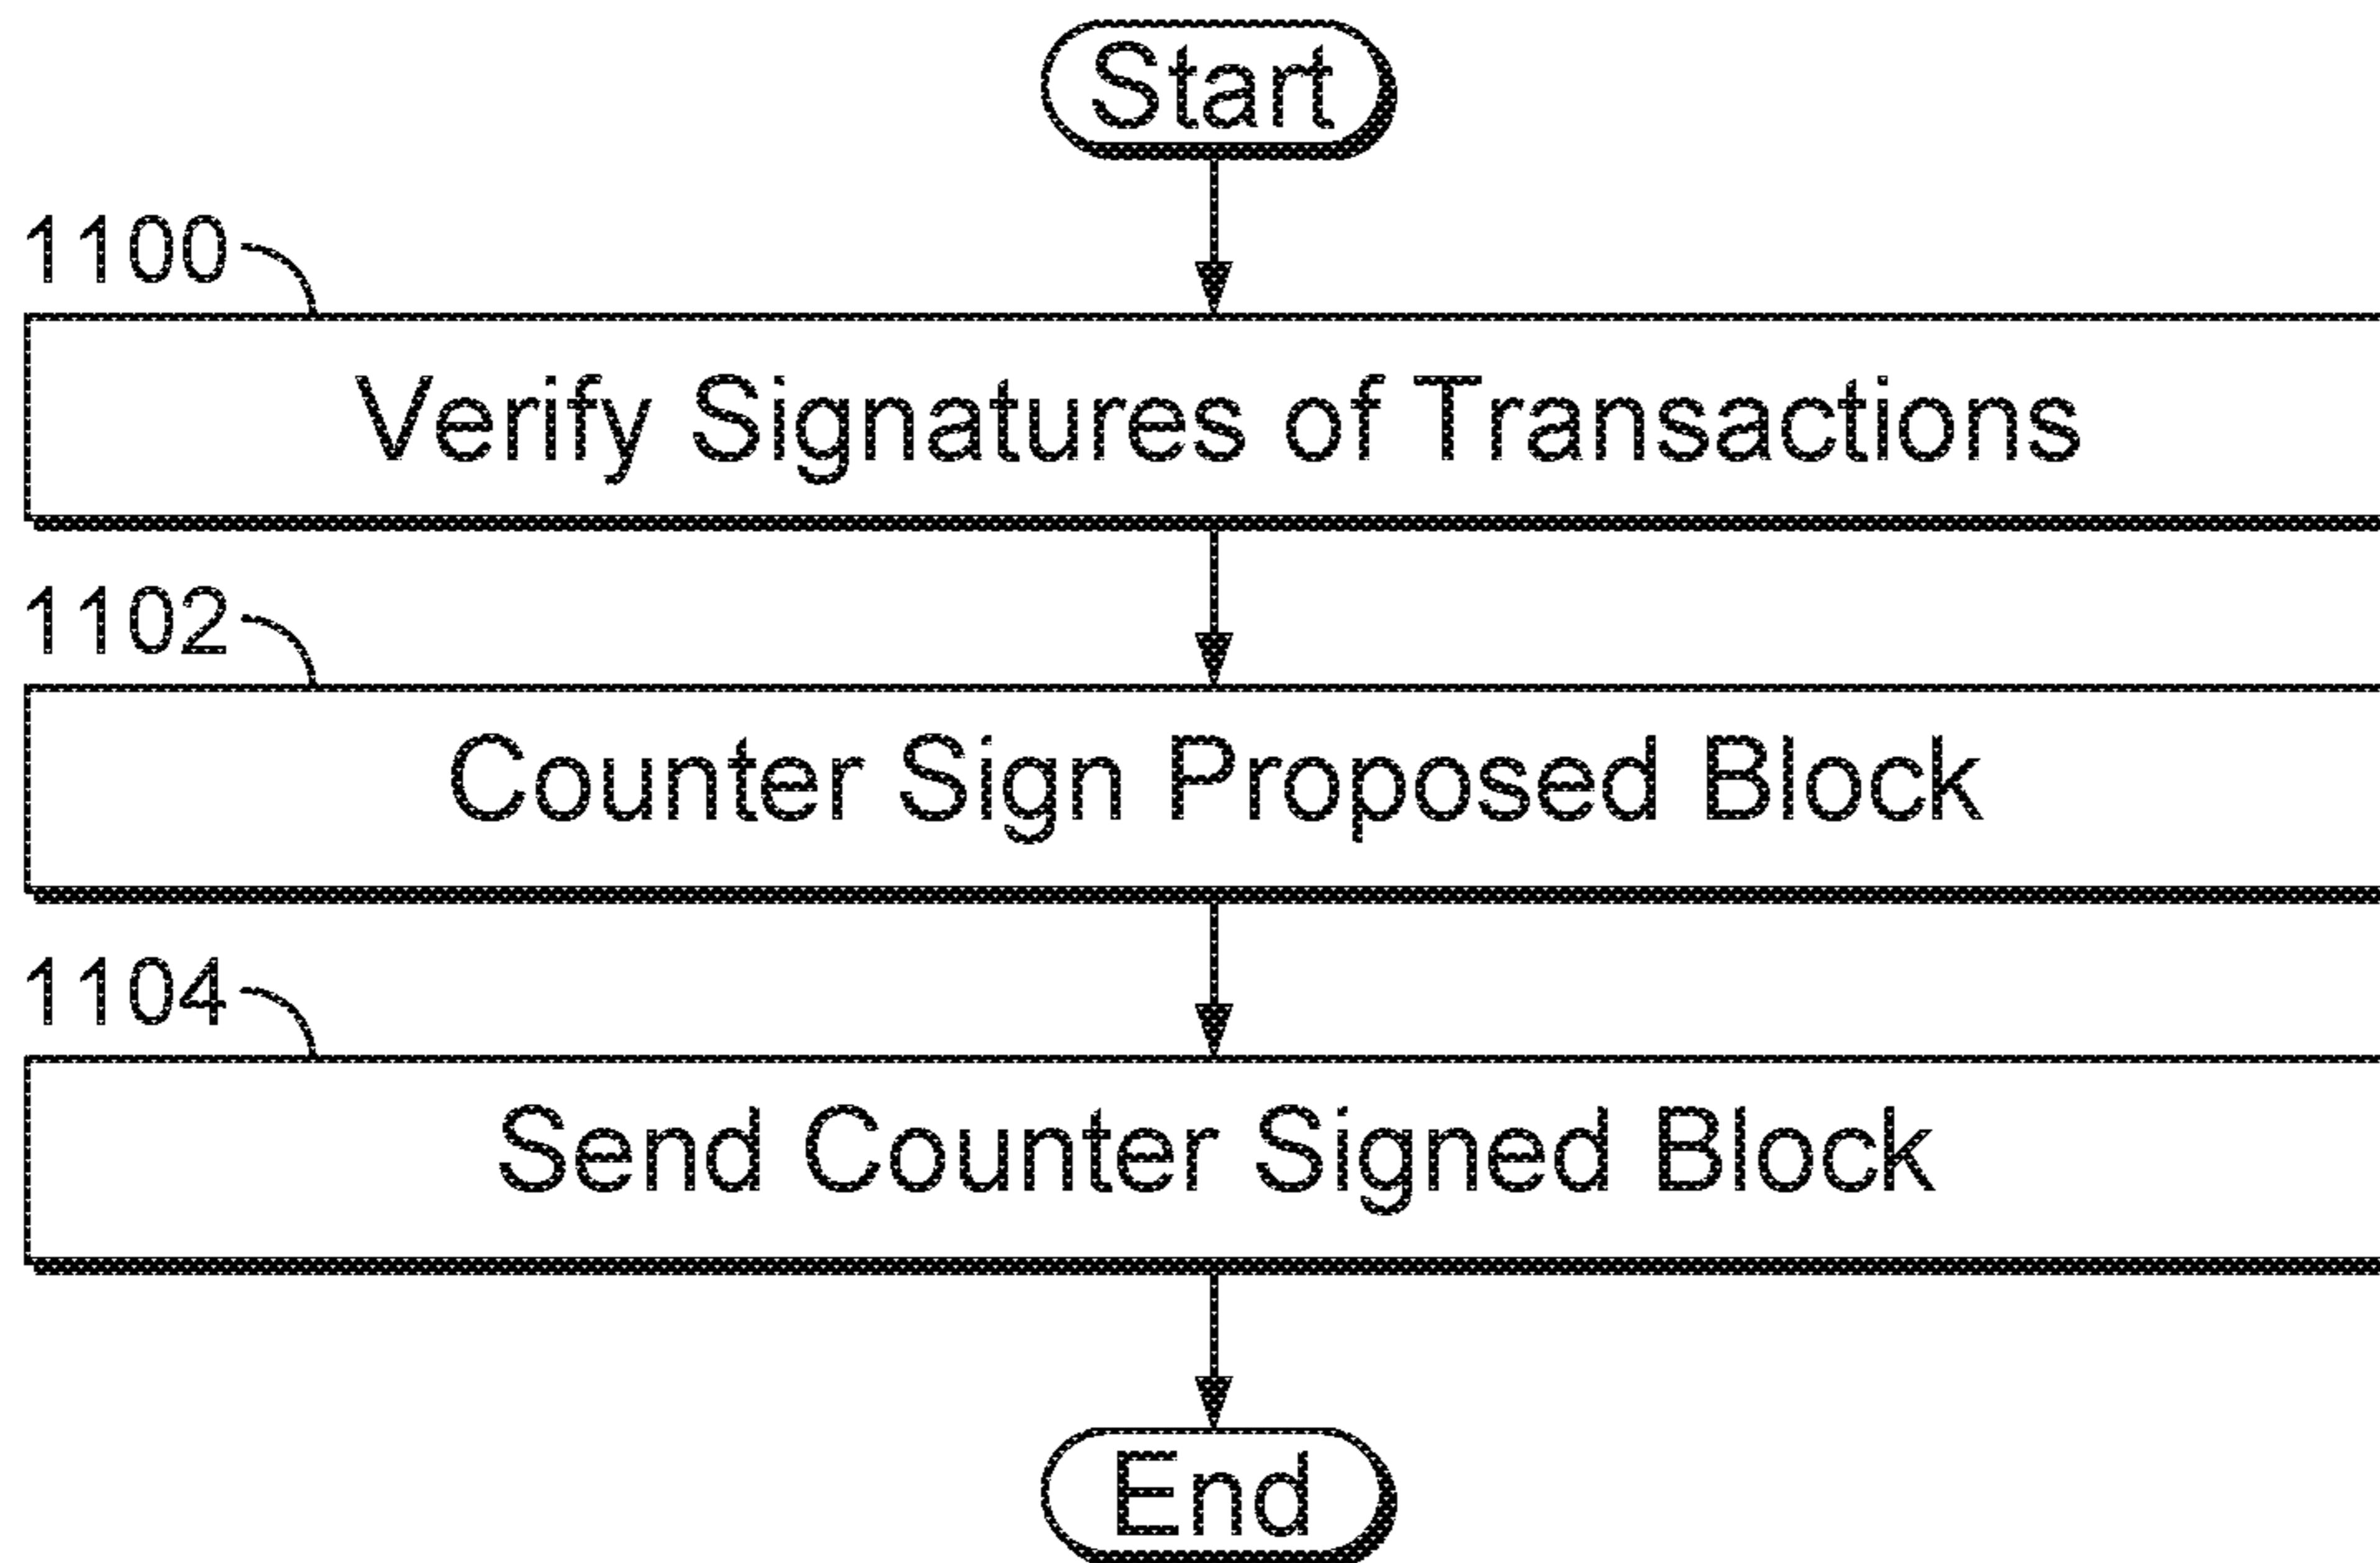 Start
1100
Verify Signatures of Transactions
1102
Counter Sign Proposed Block
1104
Send Counter Signed Block
End